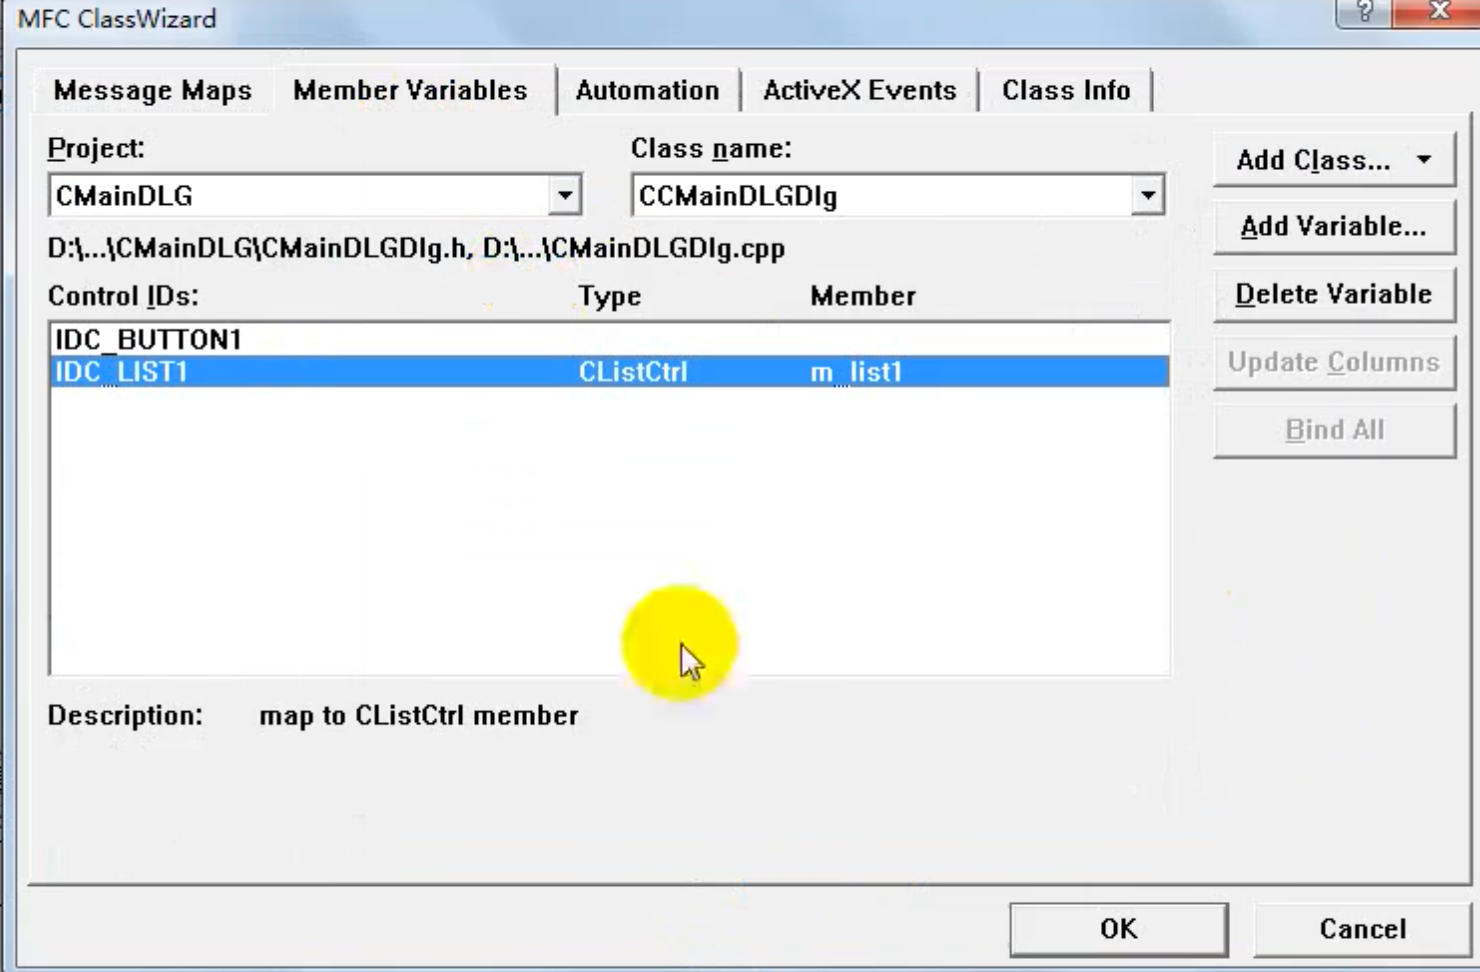 MFC ClassWizard
Message Maps Member Variables Automation ActiveX Events Class Info
Project: Class name:
Add Class...
CMainDLG CCMainDLGDlg
Add Variable...
D:\...\CMainDLG\CMainDLGDlg.h, D:\...\CMainDLGDlg.cpp
Control IDs: Type Member
Delete Variable
IDC_BUTTON1
IDC_LIST1 CListCtrl m_list1
Update Columns
Bind All
Description: map to CListCtrl member
OK Cancel